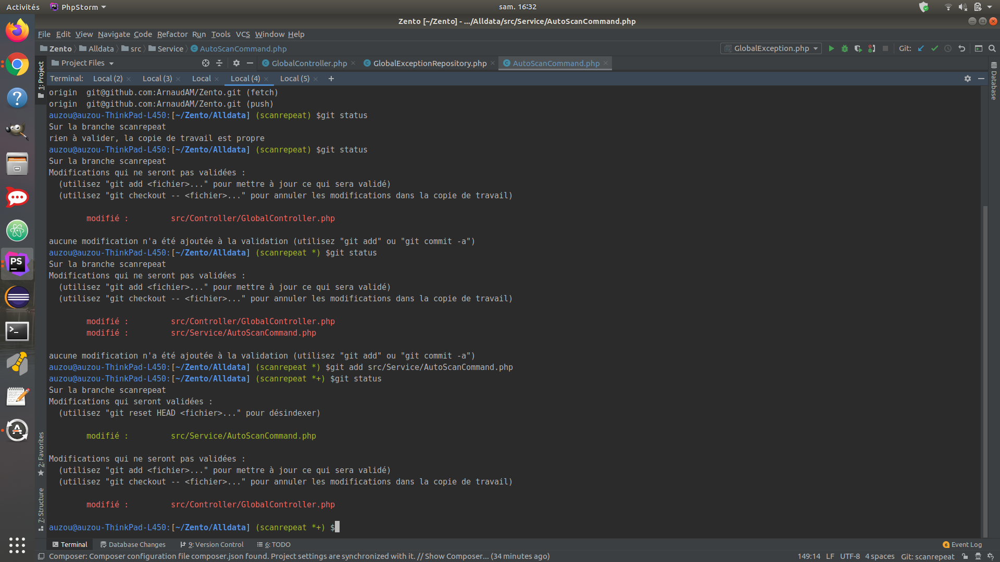 Activités PhpStorm sam. 16:32
Zento [~/Zento] - .../Alldata/src/Service/AutoScanCommand.php
File Edit View Navigate Code Refactor Run Tools VCS Window Help
Zento Alldata src Service AutoScanCommand.php GlobalException.php Git:
1: Project Project Files GlobalController.php GlobalExceptionRepository.php AutoScanCommand.php Database
Terminal: Local (2) Local (3) Local Local (4) Local (5) +
origin  git@github.com:ArnaudAM/Zento.git (fetch)
origin  git@github.com:ArnaudAM/Zento.git (push)
auzou@auzou-ThinkPad-L450:[~/Zento/Alldata] (scanrepeat) $git status
Sur la branche scanrepeat
rien à valider, la copie de travail est propre
auzou@auzou-ThinkPad-L450:[~/Zento/Alldata] (scanrepeat) $git status
Sur la branche scanrepeat
Modifications qui ne seront pas validées :
  (utilisez "git add <fichier>..." pour mettre à jour ce qui sera validé)
  (utilisez "git checkout -- <fichier>..." pour annuler les modifications dans la copie de travail)
modifié :         src/Controller/GlobalController.php
aucune modification n'a été ajoutée à la validation (utilisez "git add" ou "git commit -a")
auzou@auzou-ThinkPad-L450:[~/Zento/Alldata] (scanrepeat *) $git status
Sur la branche scanrepeat
Modifications qui ne seront pas validées :
  (utilisez "git add <fichier>..." pour mettre à jour ce qui sera validé)
  (utilisez "git checkout -- <fichier>..." pour annuler les modifications dans la copie de travail)
modifié :         src/Controller/GlobalController.php
modifié :         src/Service/AutoScanCommand.php
aucune modification n'a été ajoutée à la validation (utilisez "git add" ou "git commit -a")
auzou@auzou-ThinkPad-L450:[~/Zento/Alldata] (scanrepeat *) $git add src/Service/AutoScanCommand.php
auzou@auzou-ThinkPad-L450:[~/Zento/Alldata] (scanrepeat *+) $git status
Sur la branche scanrepeat
Modifications qui seront validées :
  (utilisez "git reset HEAD <fichier>..." pour désindexer)
modifié :         src/Service/AutoScanCommand.php
Modifications qui ne seront pas validées :
  (utilisez "git add <fichier>..." pour mettre à jour ce qui sera validé)
  (utilisez "git checkout -- <fichier>..." pour annuler les modifications dans la copie de travail)
modifié :         src/Controller/GlobalController.php
auzou@auzou-ThinkPad-L450:[~/Zento/Alldata] (scanrepeat *+) $
2: Favorites
7: Structure
Terminal Database Changes 9: Version Control 6: TODO 6 Event Log
Composer: Composer configuration file composer.json found. Project settings are synchronized with it. // Show Composer... (34 minutes ago) 149:14 LF UTF-8 4 spaces Git: scanrepeat